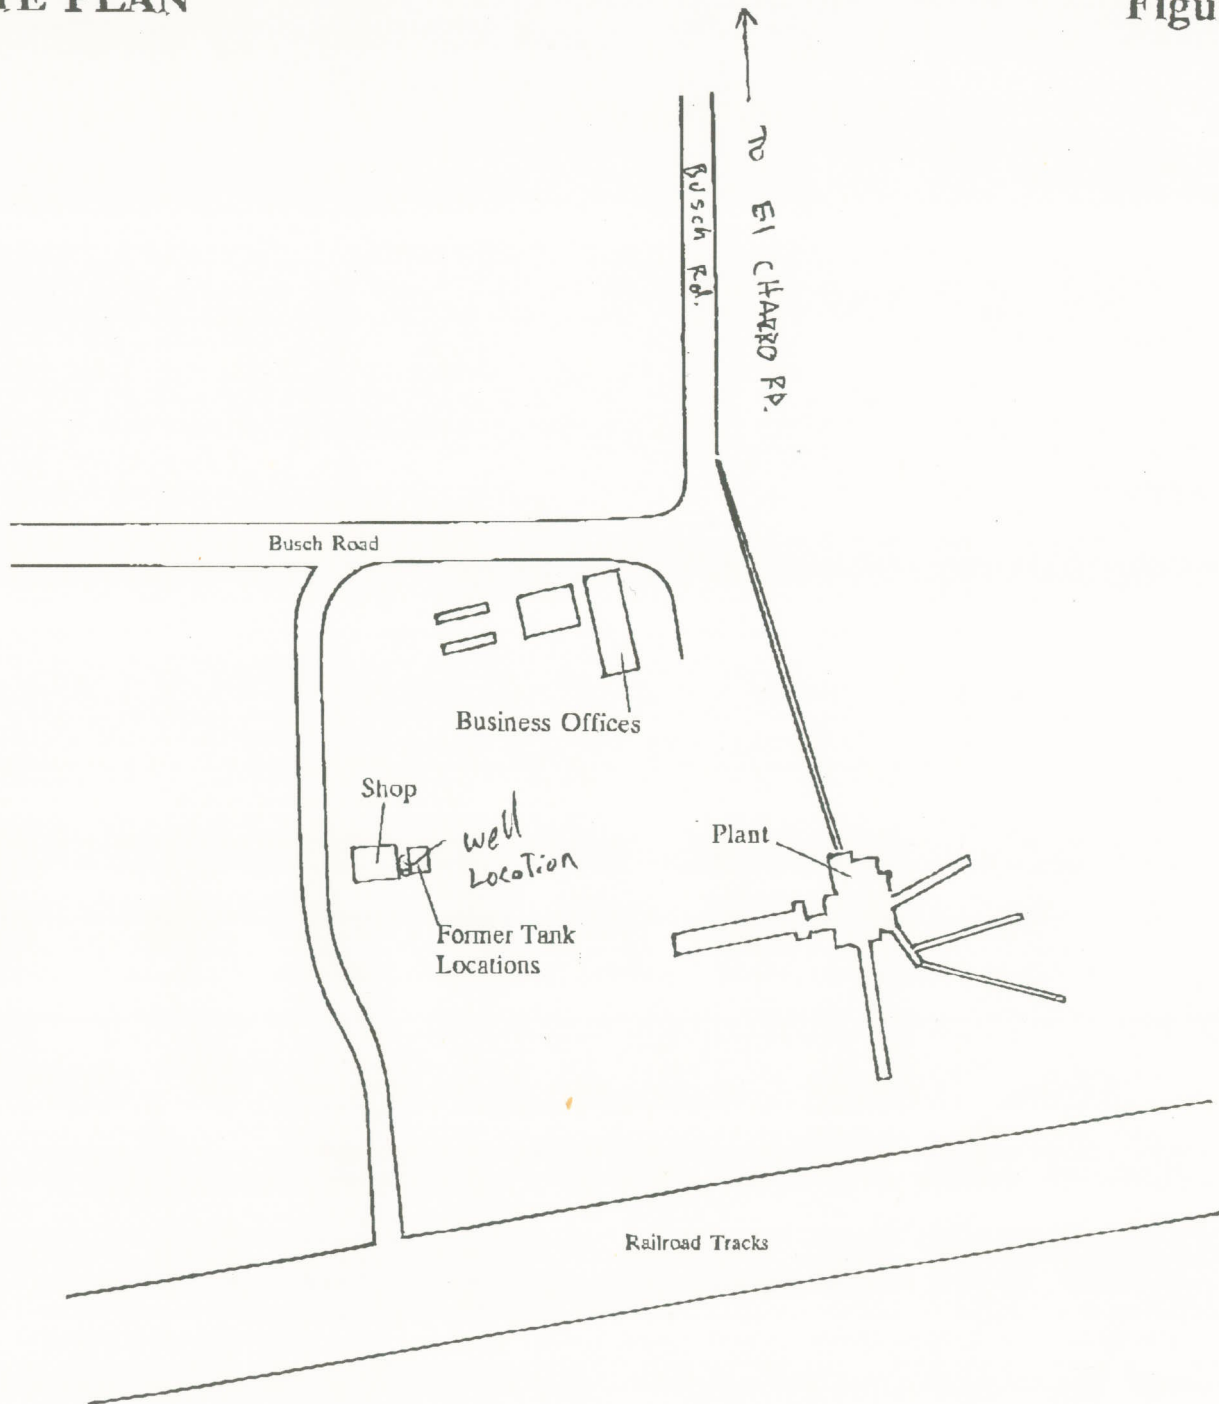 TE PLAN
Figu
TO El CHARRO RD.
Busch Rd.
Busch Road
Business Offices
Shop
well
Location
Plant
Former Tank
Locations
Railroad Tracks